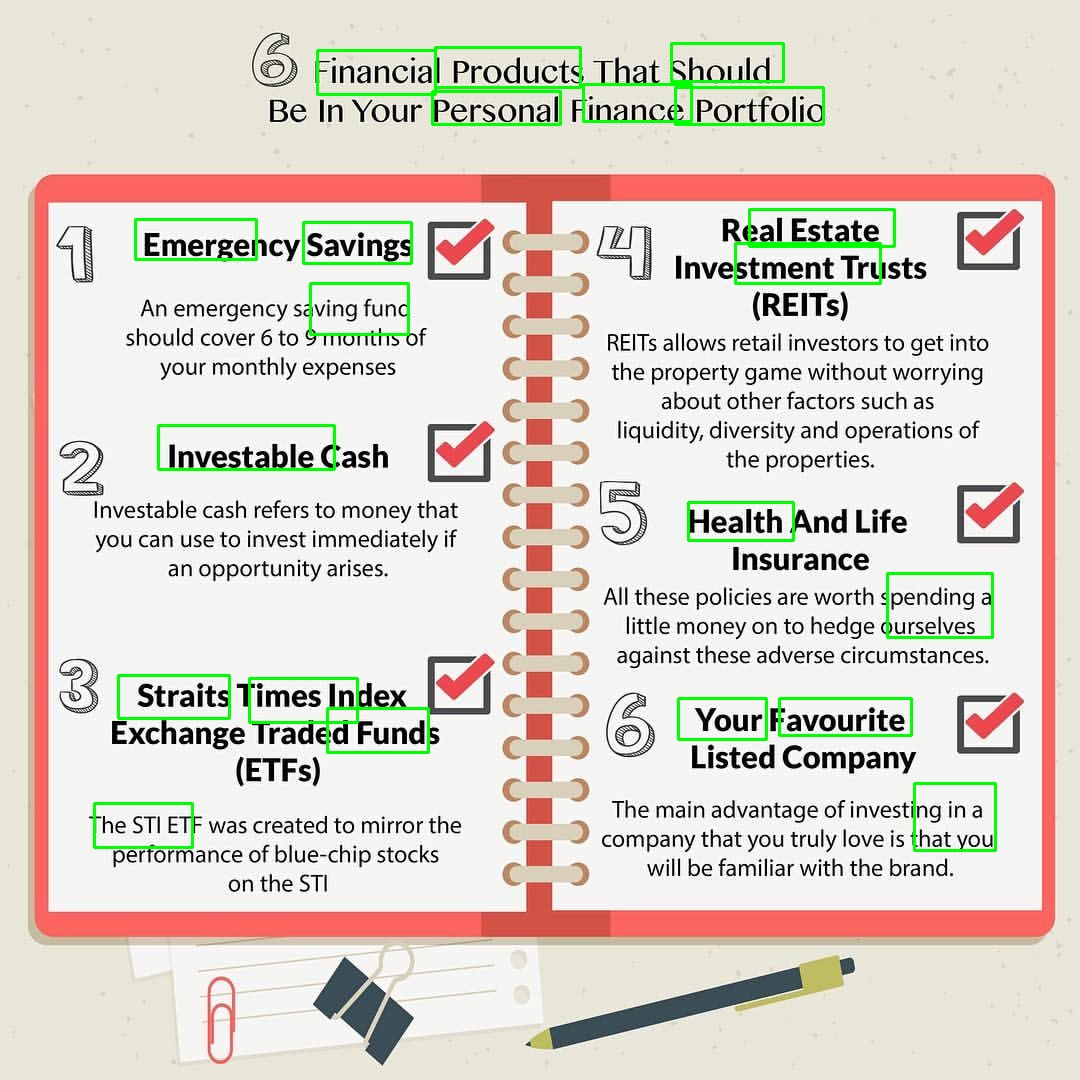 6 Financial Products That Should
Be In Your Personal Finance Portfolio
1
Emergency Savings
An emergency saving fund
should cover 6 to 9 months of
your monthly expenses
2
Investable Cash
Investable cash refers to money that
you can use to invest immediately if
an opportunity arises.
3
Straits Times Index
Exchange Traded Funds
(ETFs)
The STI ETF was created to mirror the
performance of blue-chip stocks
on the STI
4
Real Estate
Investment Trusts
(REITs)
REITs allows retail investors to get into
the property game without worrying
about other factors such as
liquidity, diversity and operations of
the properties.
5
Health And Life
Insurance
All these policies are worth spending a
little money on to hedge ourselves
against these adverse circumstances.
6
Your Favourite
Listed Company
The main advantage of investing in a
company that you truly love is that you
will be familiar with the brand.